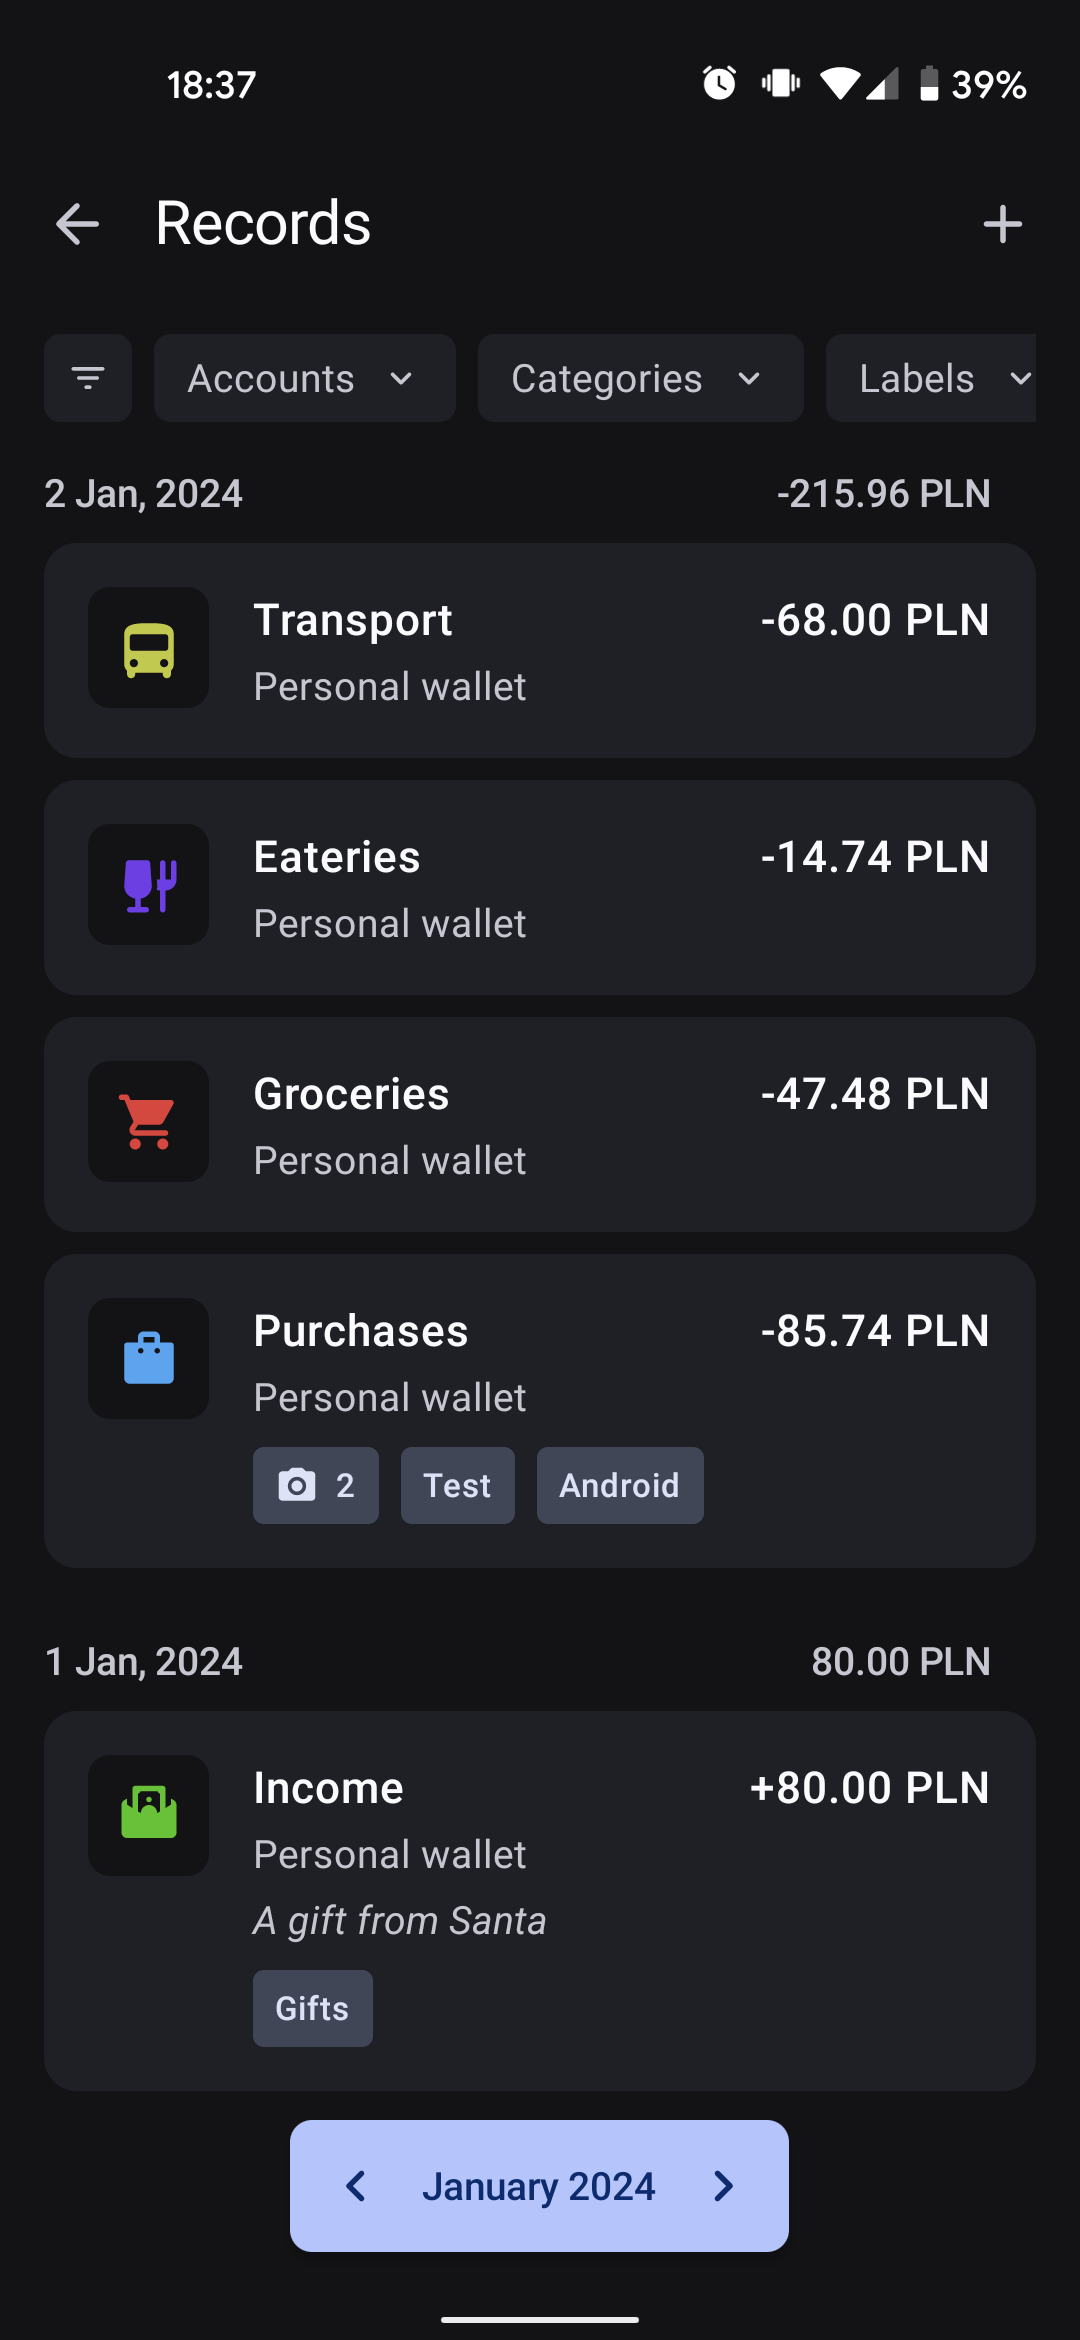 18:37 39%
Records
Accounts Categories Labels
2 Jan, 2024 -215.96 PLN
Transport -68.00 PLN
Personal wallet
Eateries -14.74 PLN
Personal wallet
Groceries -47.48 PLN
Personal wallet
Purchases -85.74 PLN
Personal wallet
2 Test Android
1 Jan, 2024 80.00 PLN
Income +80.00 PLN
Personal wallet
A gift from Santa
Gifts
January 2024